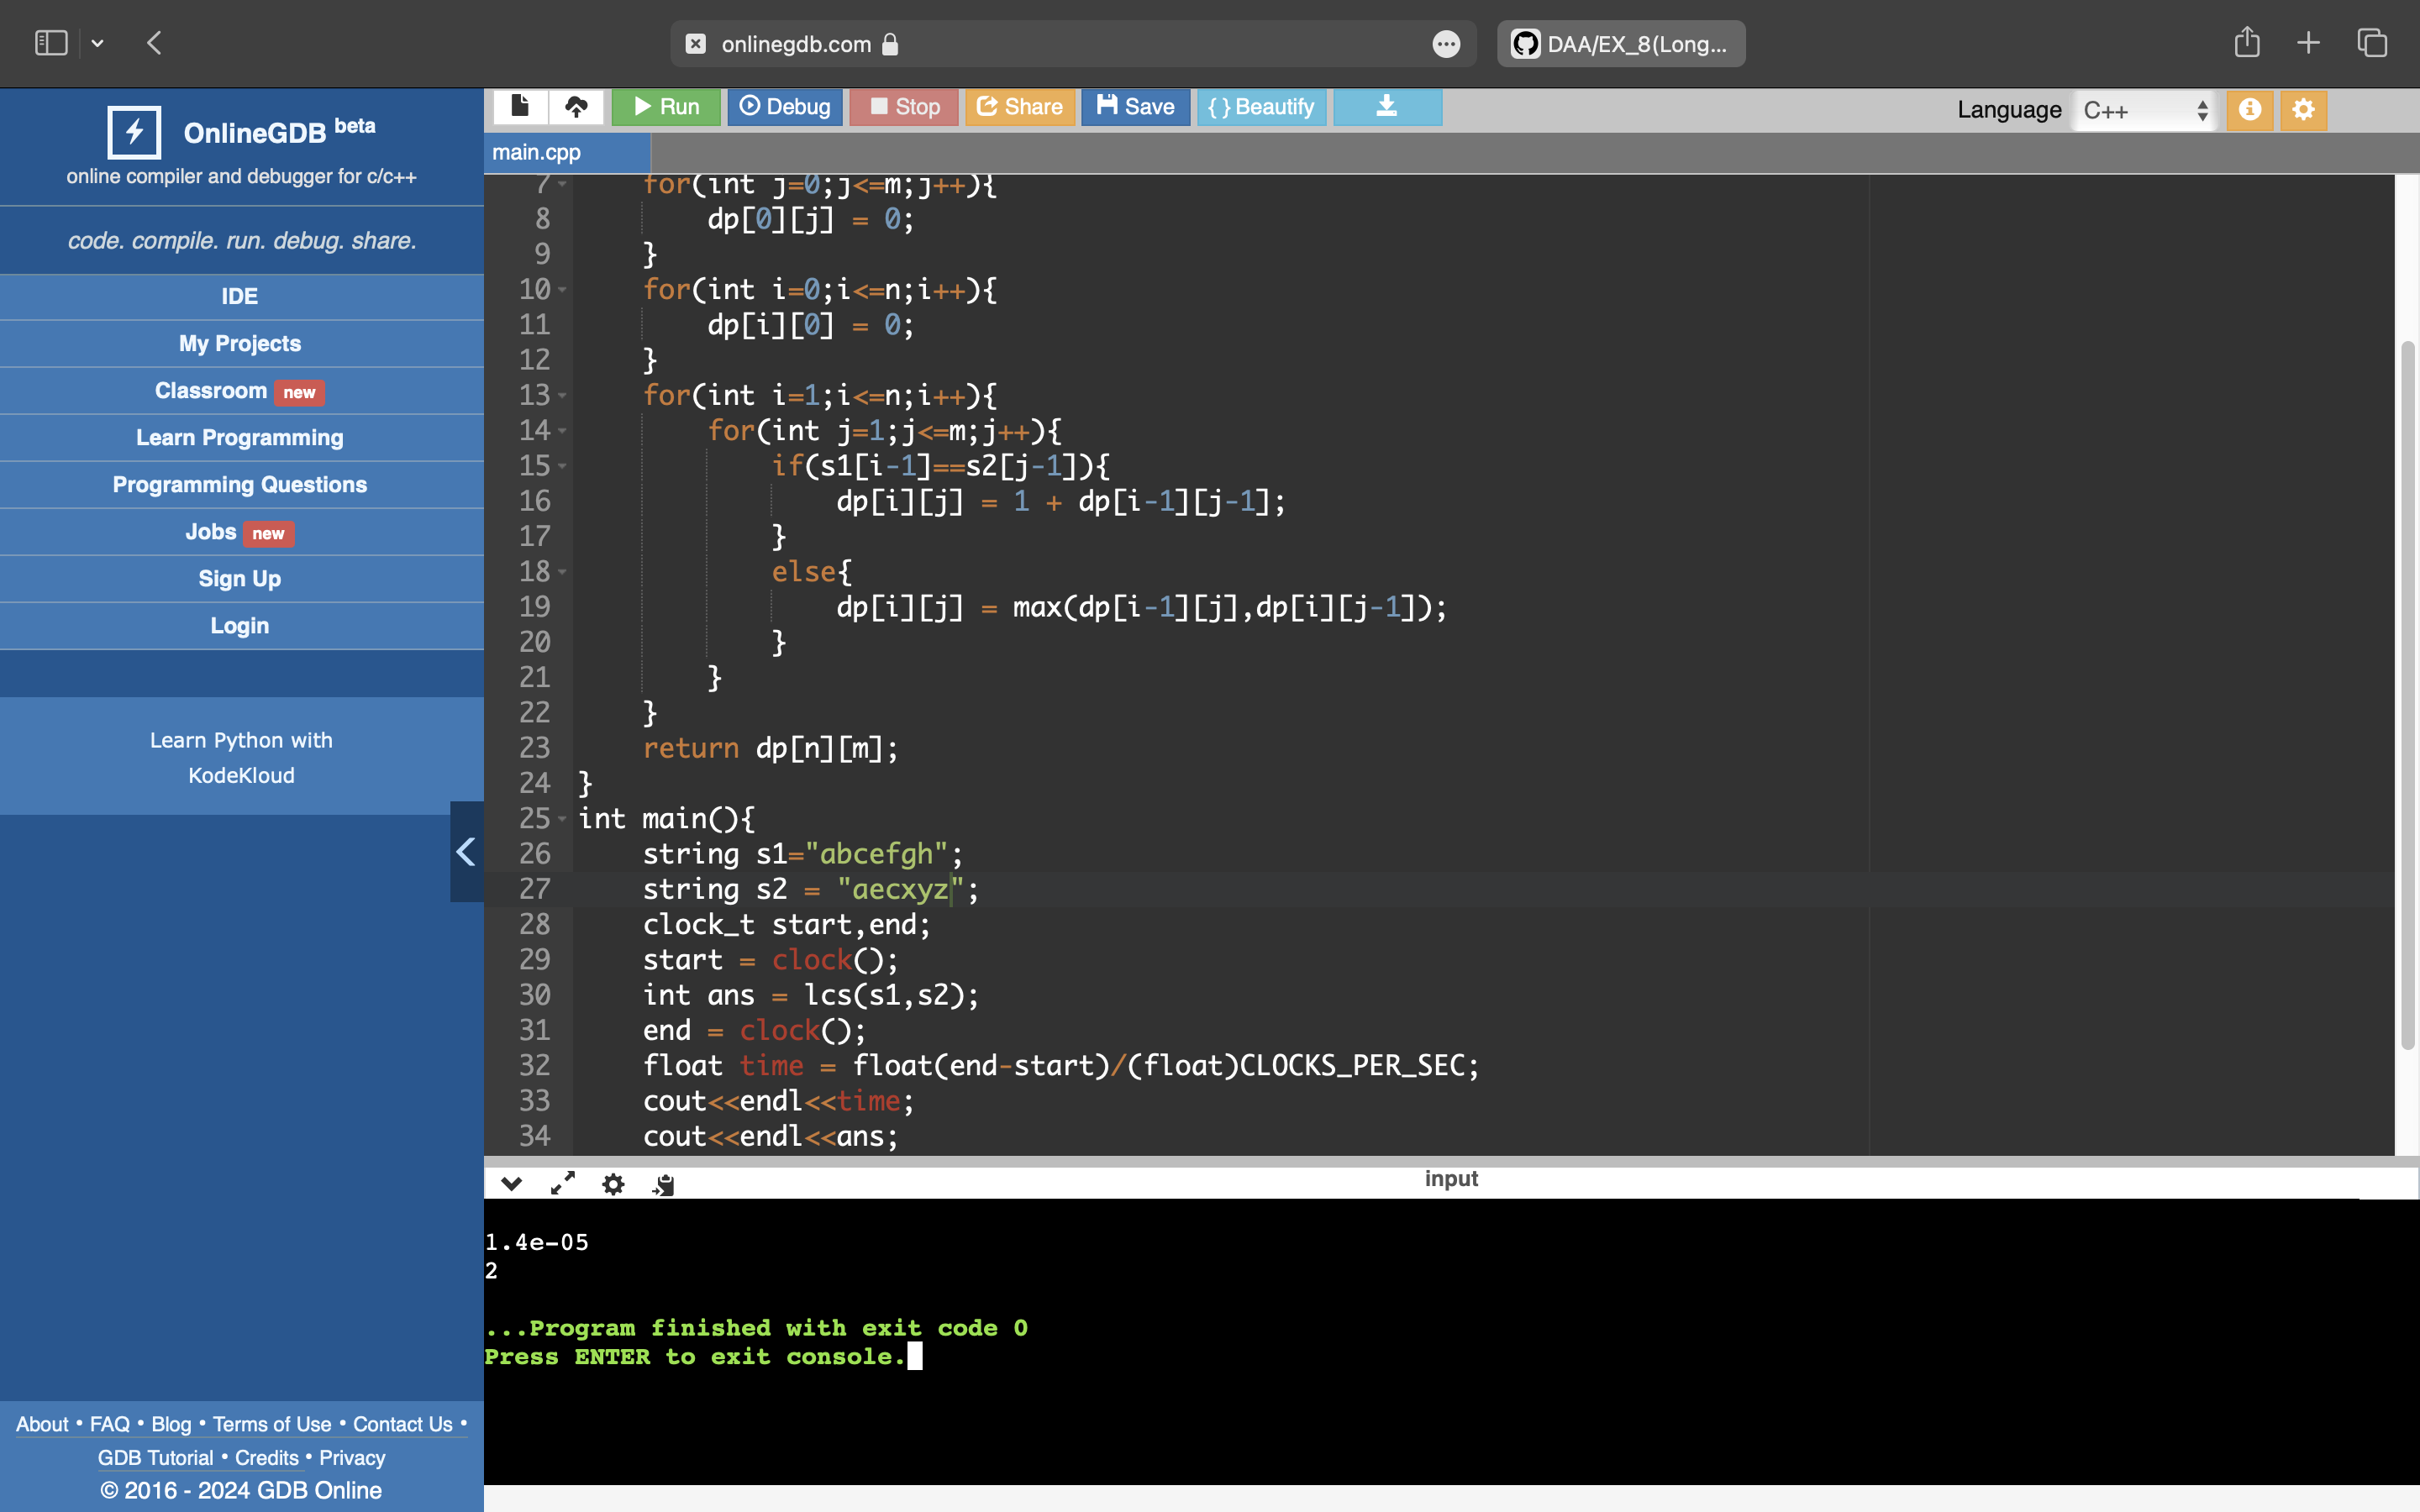 onlinegdb.com
DAA/EX_8(Long...
OnlineGDB beta
online compiler and debugger for c/c++
code. compile. run. debug. share.
IDE
My Projects
Classroom new
Learn Programming
Programming Questions
Jobs new
Sign Up
Login
Learn Python with
KodeKloud
About • FAQ • Blog • Terms of Use • Contact Us •
GDB Tutorial • Credits • Privacy
© 2016 - 2024 GDB Online
Run Debug Stop Share Save { } Beautify
Language C++
main.cpp
7 for(int j=0;j<=m;j++){
8 dp[0][j] = 0;
9 }
10 for(int i=0;i<=n;i++){
11 dp[i][0] = 0;
12 }
13 for(int i=1;i<=n;i++){
14 for(int j=1;j<=m;j++){
15 if(s1[i-1]==s2[j-1]){
16 dp[i][j] = 1 + dp[i-1][j-1];
17 }
18 else{
19 dp[i][j] = max(dp[i-1][j],dp[i][j-1]);
20 }
21 }
22 }
23 return dp[n][m];
24 }
25 int main(){
26 string s1="abcefgh";
27 string s2 = "aecxyz";
28 clock_t start,end;
29 start = clock();
30 int ans = lcs(s1,s2);
31 end = clock();
32 float time = float(end-start)/(float)CLOCKS_PER_SEC;
33 cout<<endl<<time;
34 cout<<endl<<ans;
input
1.4e-05
2
...Program finished with exit code 0
Press ENTER to exit console.